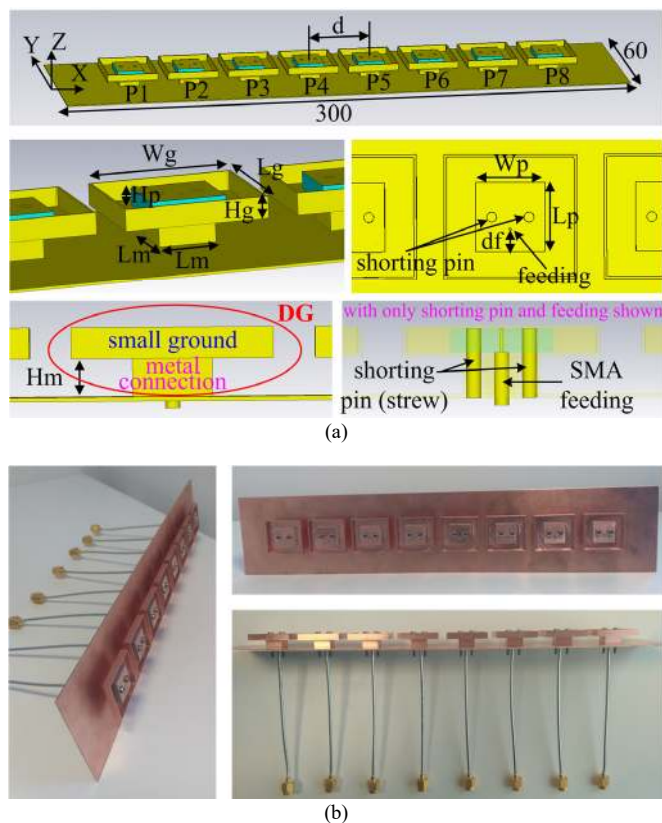 Z
Y
X
d
P1 P2 P3 P4 P5 P6 P7 P8
60
300
Wg
Lg
Hp
Hg
Lm
Lm
Wp
Lp
df
shorting pin
feeding
DG
small ground
metal
connection
Hm
with only shorting pin and feeding shown
shorting
pin (strew)
SMA
feeding
(a)
(b)